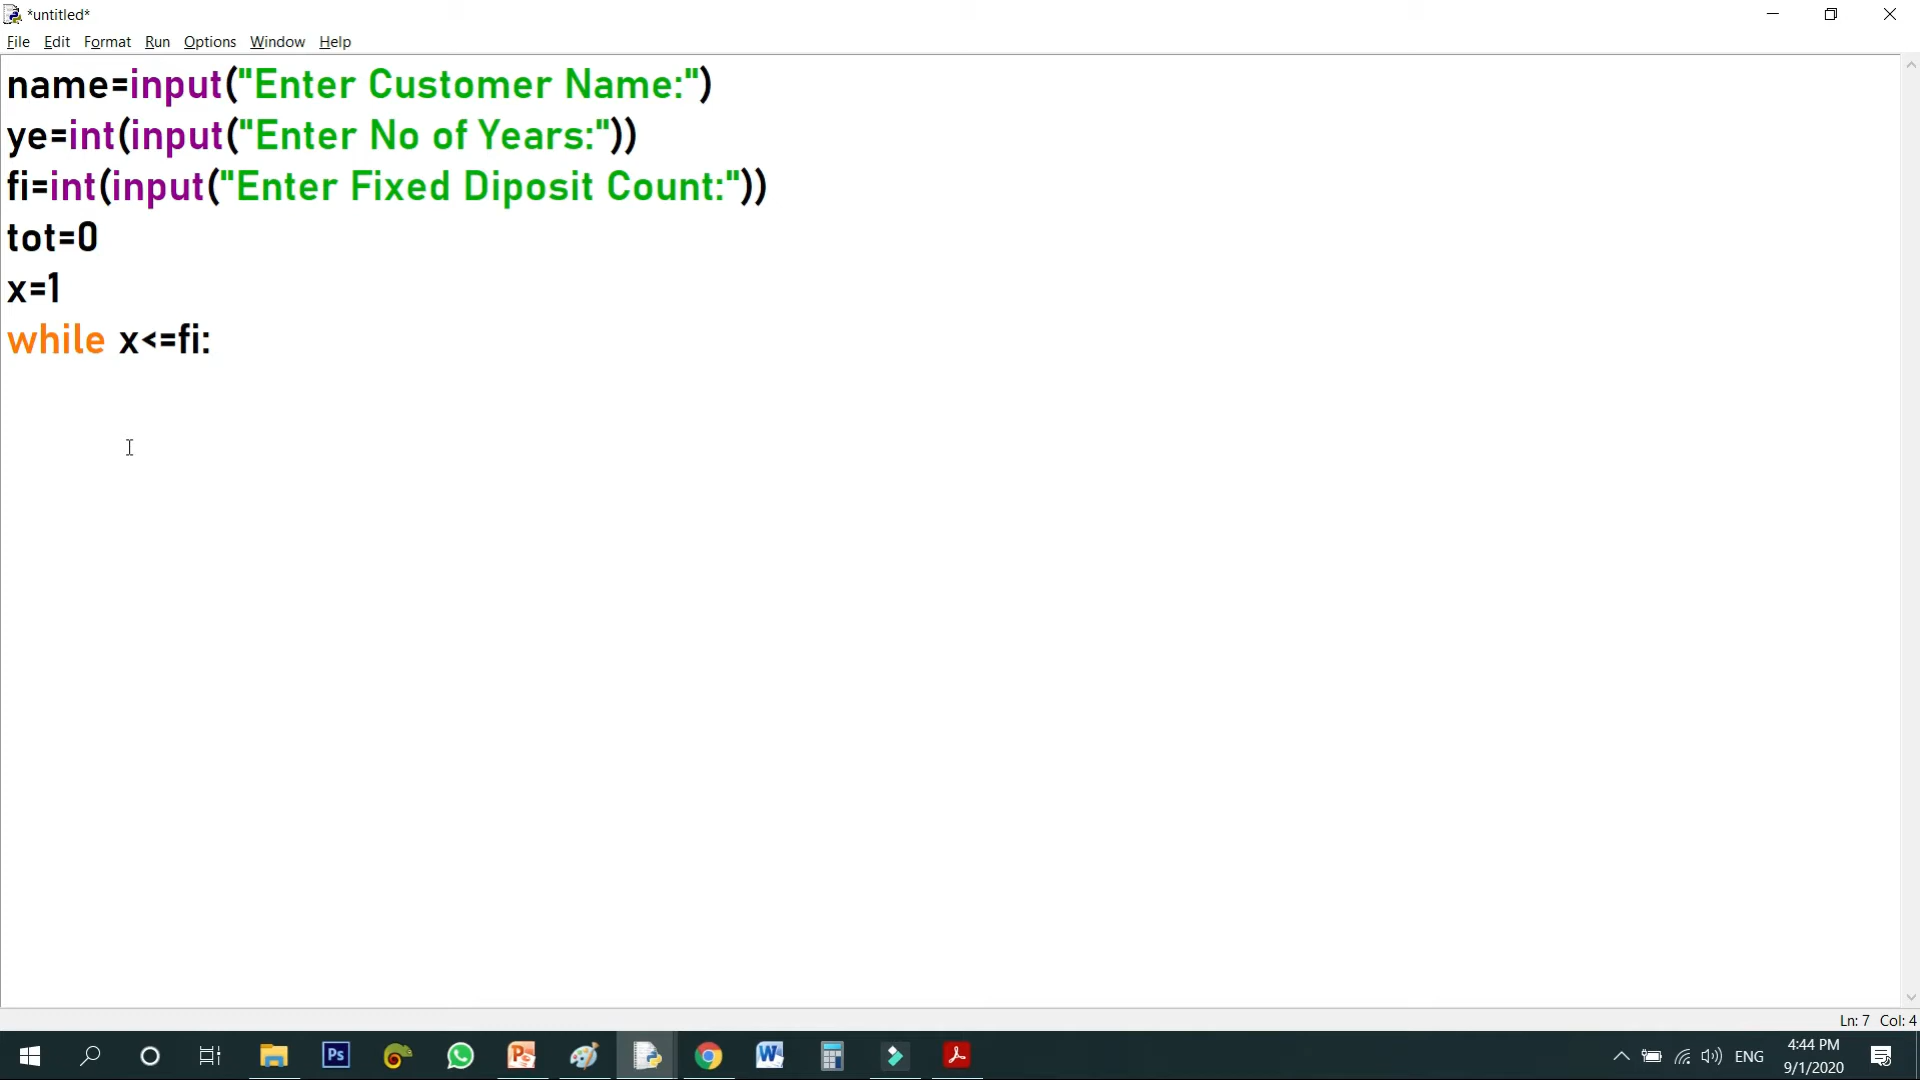 *untitled*
File Edit Format Run Options Window Help
name=input("Enter Customer Name:")
ye=int(input("Enter No of Years:"))
fi=int(input("Enter Fixed Diposit Count:"))
tot=0
x=1
while x<=fi:
Ln: 7 Col: 4
Ps
W
ENG
4:44 PM
9/1/2020